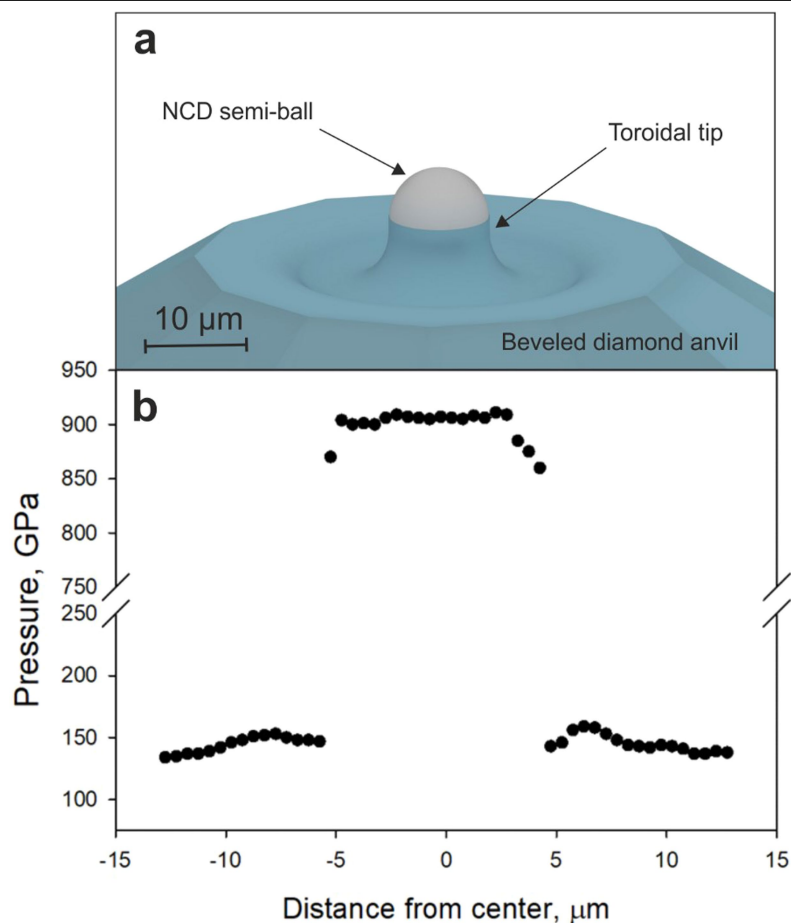 a
NCD semi-ball
Toroidal tip
10 µm
Beveled diamond anvil
b
950
900
850
800
750
250
200
150
100
Pressure, GPa
-15 -10 -5 0 5 10 15
Distance from center, µm